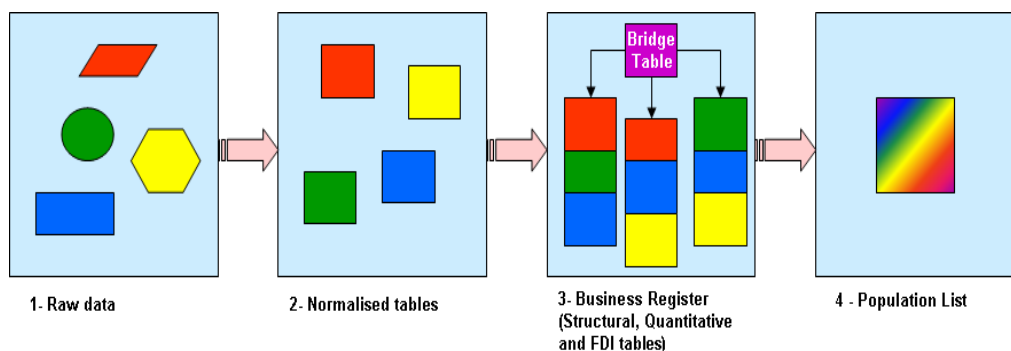 Bridge
Table
1- Raw data
2- Normalised tables
3- Business Register
(Structural, Quantitative
and FDI tables)
4 - Population List